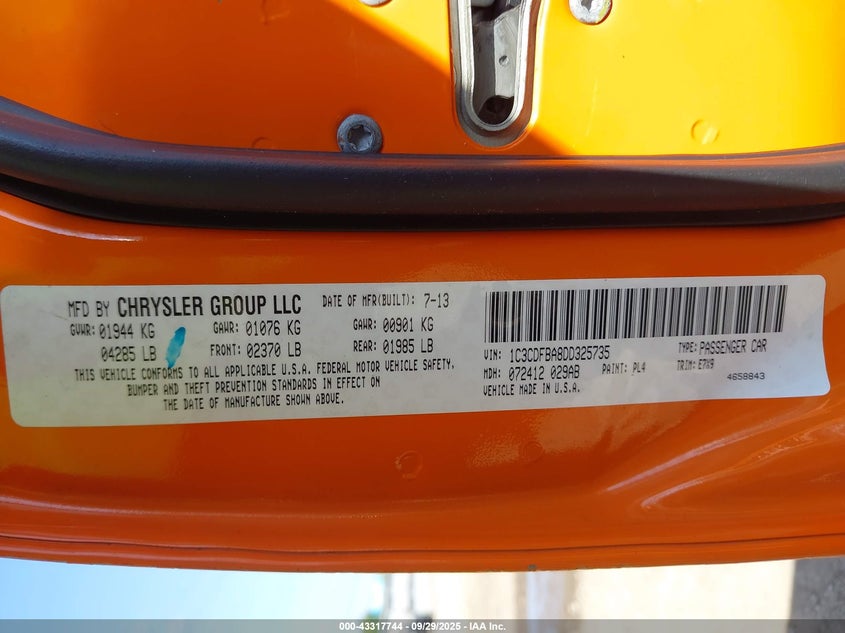 MFD BY CHRYSLER GROUP LLC DATE OF MFR(BUILT): 7-13
GVWR: 01944 KG GAWR: 01076 KG GAWR: 00901 KG
04285 LB FRONT: 02370 LB REAR: 01985 LB
THIS VEHICLE CONFORMS TO ALL APPLICABLE U.S.A. FEDERAL MOTOR VEHICLE SAFETY,
BUMPER AND THEFT PREVENTION STANDARDS IN EFFECT ON
THE DATE OF MANUFACTURE SHOWN ABOVE.
VIN: 1C3CDFBA8DD325735 TYPE: PASSENGER CAR
MDH: 072412 029AB PAINT: PL4 TRIM: E7X9
VEHICLE MADE IN U.S.A. 4658843
000-43317744 - 09/29/2025 - IAA Inc.